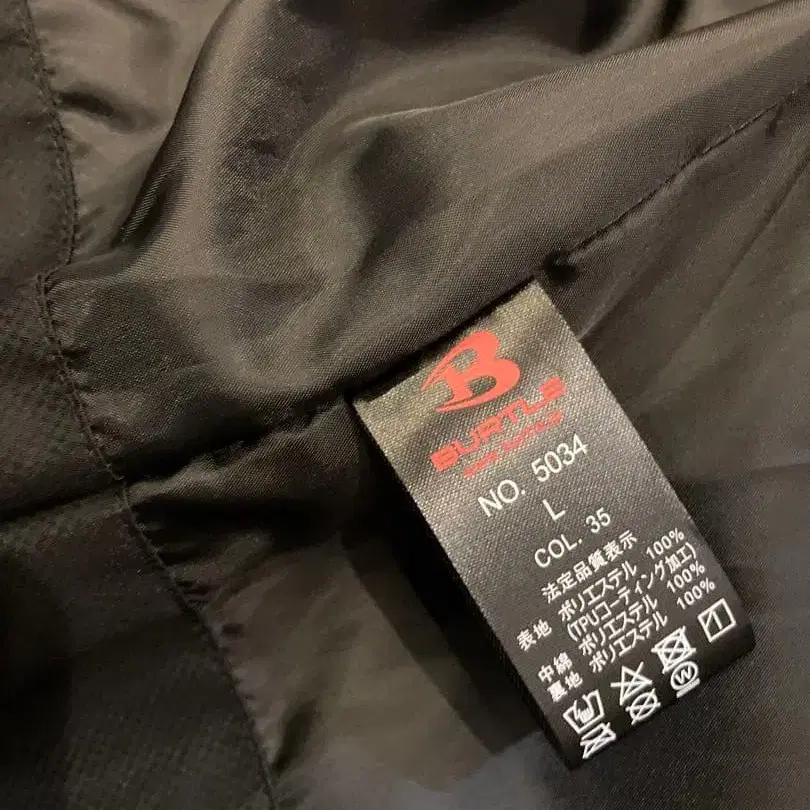 B
BURTLE
NO. 5034
L
COL. 35
法定品質表示
表地 ポリエステル 100%
(TPUコーティング加工)
中綿 ポリエステル 100%
裏地 ポリエステル 100%
W